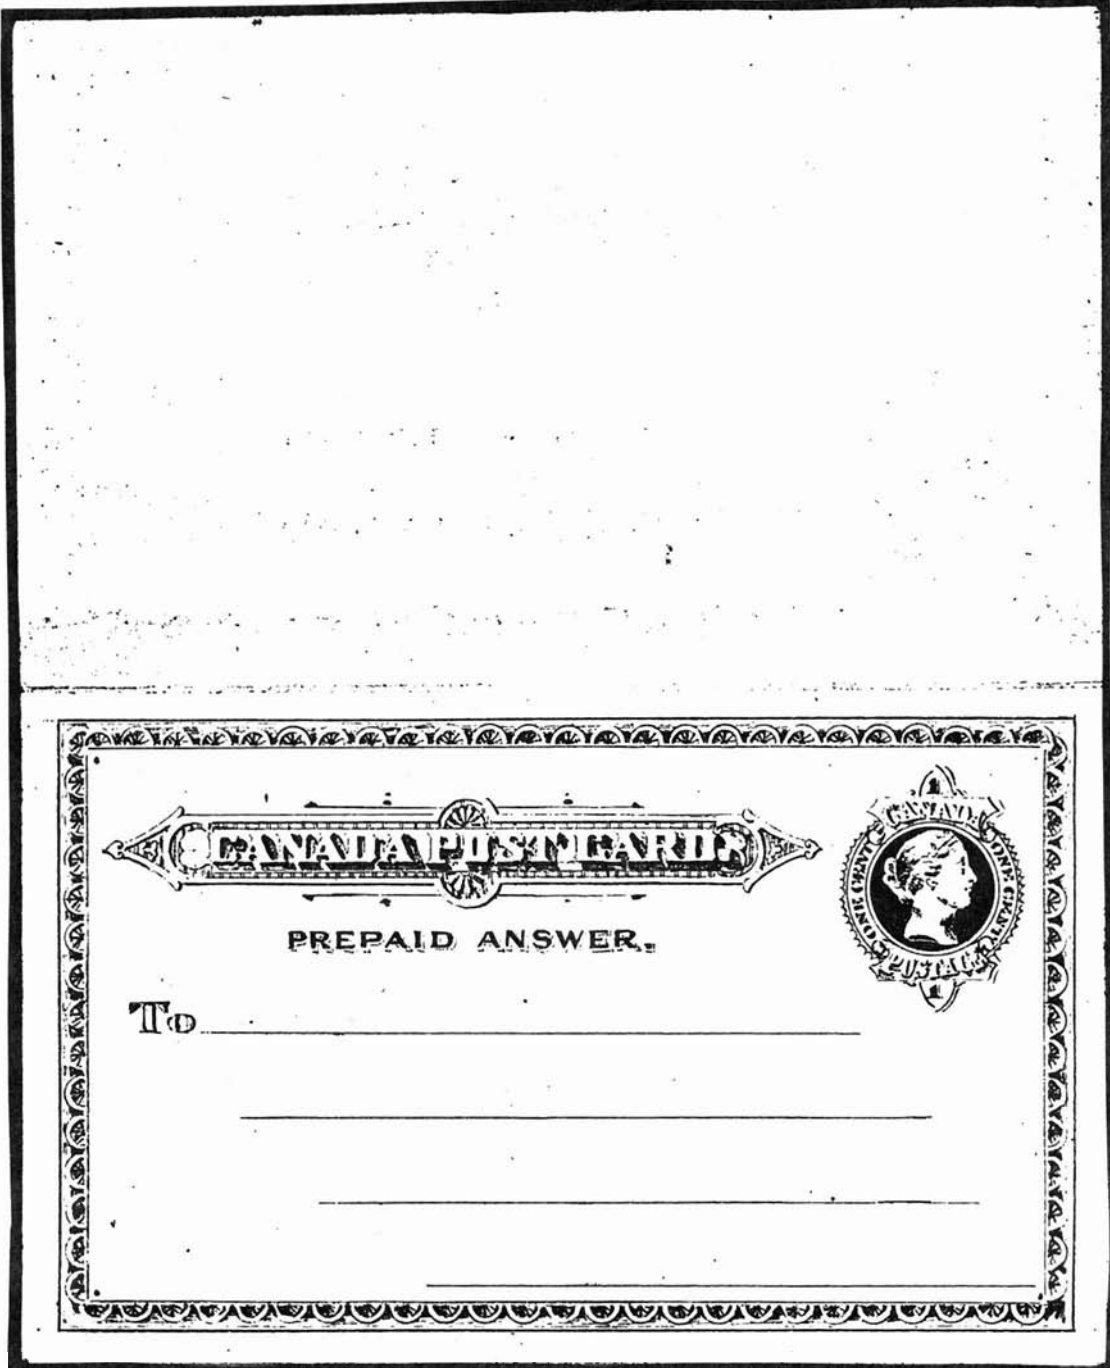 CANADA POST CARD
PREPAID ANSWER.
To
1
CANADA
ONE CENT
ONE CENT
POSTAGE
1